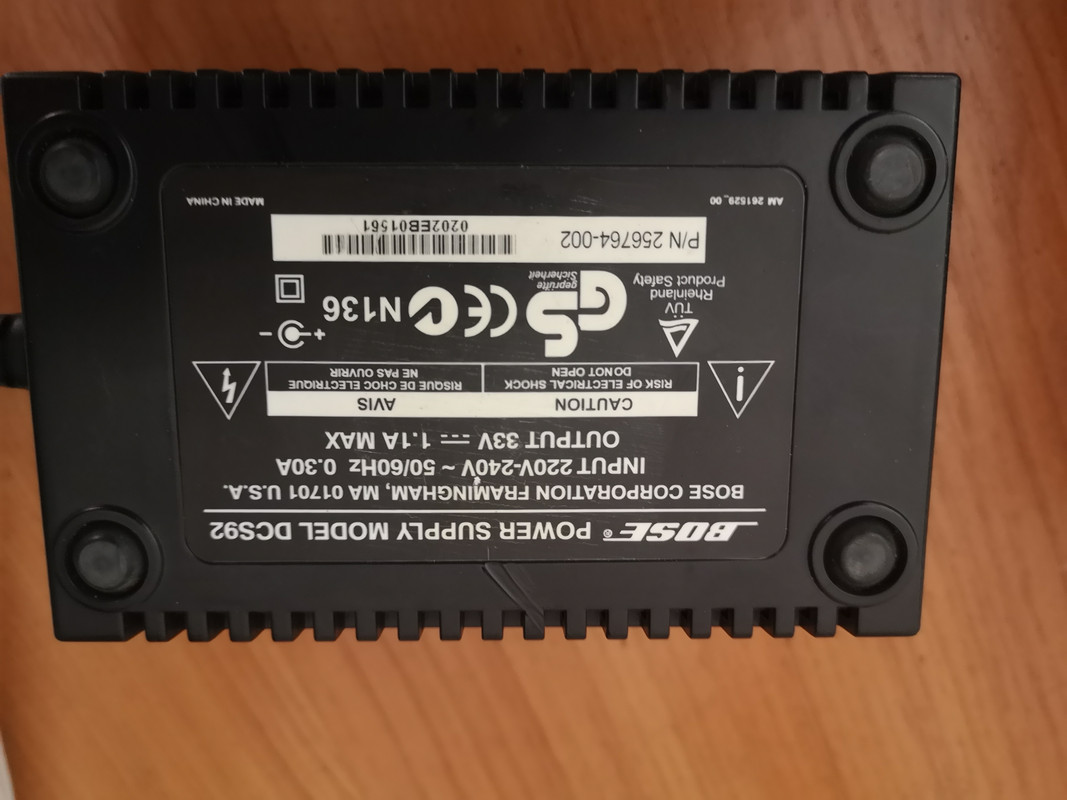 BOSE® POWER SUPPLY MODEL DCS92
BOSE CORPORATION FRAMINGHAM, MA 01701 U.S.A.
INPUT 220V-240V ~ 50/60Hz 0.30A
OUTPUT 33V ⎓ 1.1A MAX
CAUTION
RISK OF ELECTRICAL SHOCK
DO NOT OPEN
AVIS
RISQUE DE CHOC ELECTRIQUE
NE PAS OUVRIR
TÜV
Rheinland
Product Safety
GS
geprüfte
Sicherheit
CE
N136
+ -
P/N 256764-002
0202EB01561
AM 261529_00
MADE IN CHINA